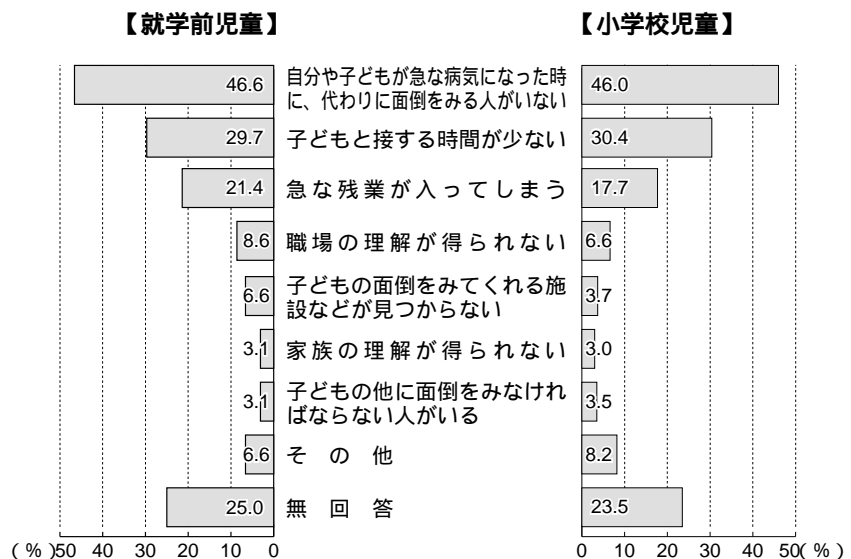 【就学前児童】 【小学校児童】
46.6 自分や子どもが急な病気になった時 46.0
に、代わりに面倒をみる人がいない
29.7 子どもと接する時間が少ない 30.4
21.4 急な残業が入ってしまう 17.7
8.6 職場の理解が得られない 6.6
6.6 子どもの面倒をみてくれる施 3.7
設などが見つからない
3.1 家族の理解が得られない 3.0
3.1 子どもの他に面倒をみなけれ 3.5
ばならない人がいる
6.6 その他 8.2
25.0 無回答 23.5
(%)50 40 30 20 10 0 0 10 20 30 40 50(%)